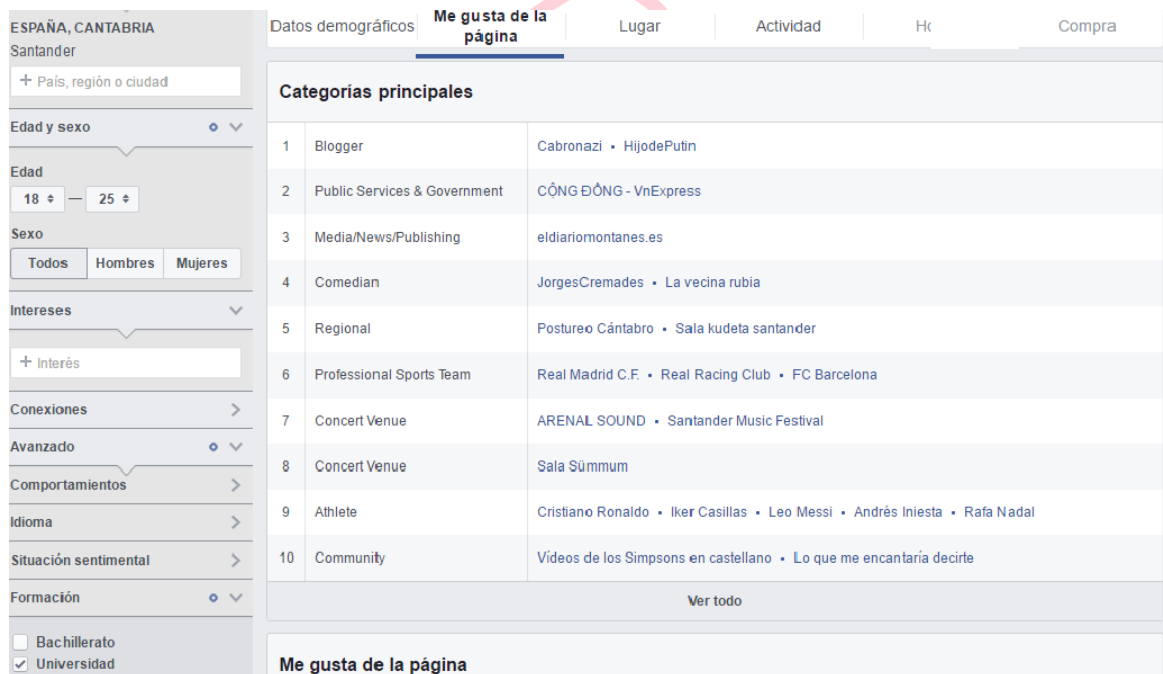 ESPAÑA, CANTABRIA
Santander
+ País, región o ciudad
Edad y sexo
Edad
18 — 25
Sexo
Todos Hombres Mujeres
Intereses
+ Interés
Conexiones
Avanzado
Comportamientos
Idioma
Situación sentimental
Formación
Bachillerato
Universidad
Datos demográficos
Me gusta de la
página
Lugar
Actividad
Compra
Categorías principales
1 Blogger Cabronazi • HijodePutin
2 Public Services & Government CỘNG ĐỒNG - VnExpress
3 Media/News/Publishing eldiariomontanes.es
4 Comedian JorgesCremades • La vecina rubia
5 Regional Postureo Cántabro • Sala kudeta santander
6 Professional Sports Team Real Madrid C.F. • Real Racing Club • FC Barcelona
7 Concert Venue ARENAL SOUND • Santander Music Festival
8 Concert Venue Sala Sümmum
9 Athlete Cristiano Ronaldo • Iker Casillas • Leo Messi • Andrés Iniesta • Rafa Nadal
10 Community Vídeos de los Simpsons en castellano • Lo que me encantaría decirte
Ver todo
Me gusta de la página